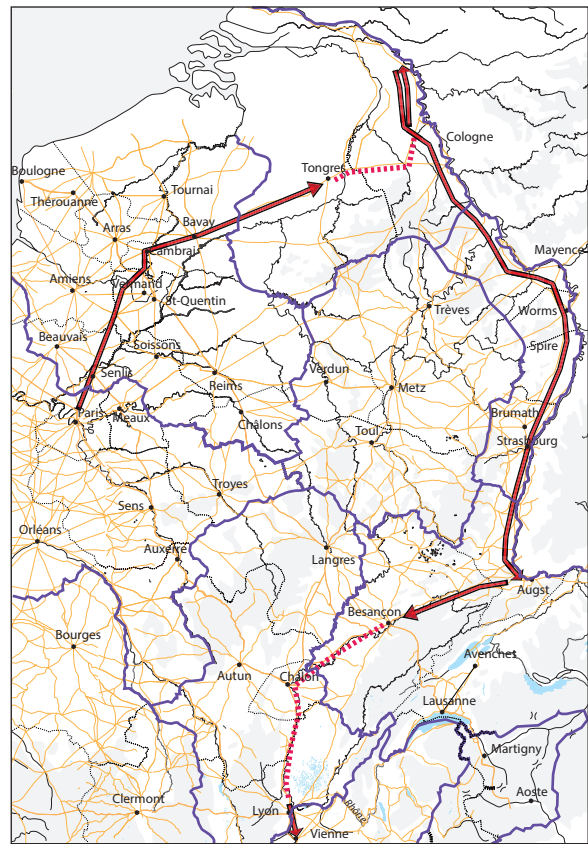 Cologne
Boulogne
Tongres
Thérouanne
Tournai
Arras
Bavay
Cambrai
Mayence
Amiens
Vermand
St-Quentin
Trèves
Worms
Beauvais
Soissons
Spire
Senlis
Reims
Verdun
Metz
Paris
Meaux
Châlons
Brumath
Toul
Strasbourg
Troyes
Sens
Orléans
Auxerre
Langres
Augst
Besançon
Bourges
Avenches
Autun
Chalon
Lausanne
Martigny
Clermont
Lyon
Rhône
Aoste
Vienne